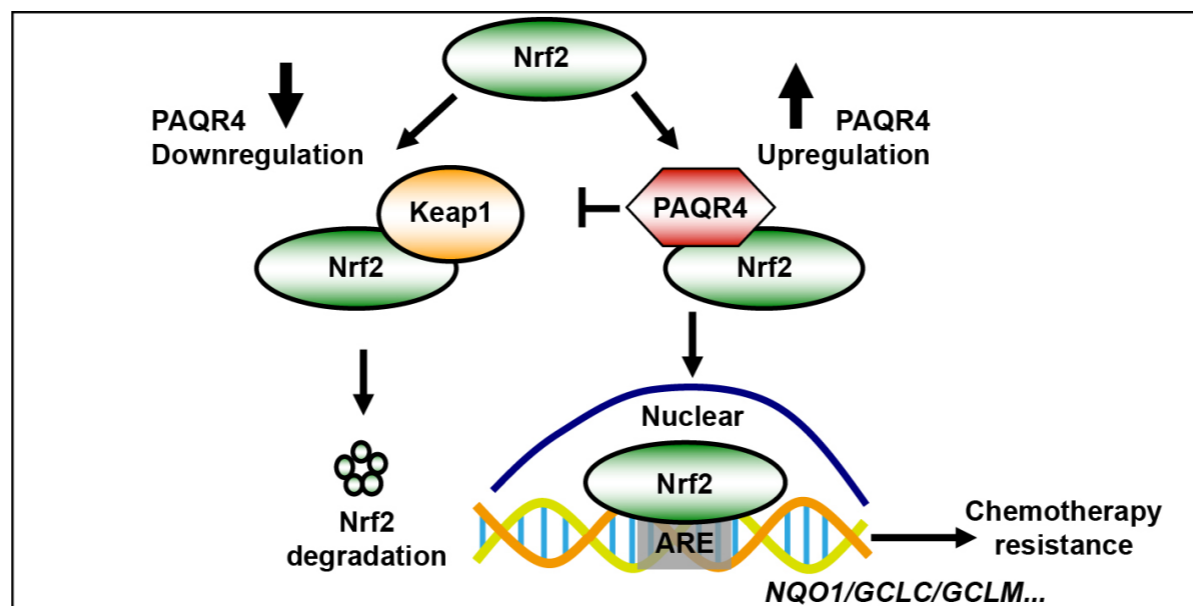 Nrf2
PAQR4
Downregulation
PAQR4
Upregulation
Keap1
Nrf2
PAQR4
Nrf2
Nrf2
degradation
Nuclear
Nrf2
ARE
Chemotherapy
resistance
NQO1/GCLC/GCLM...